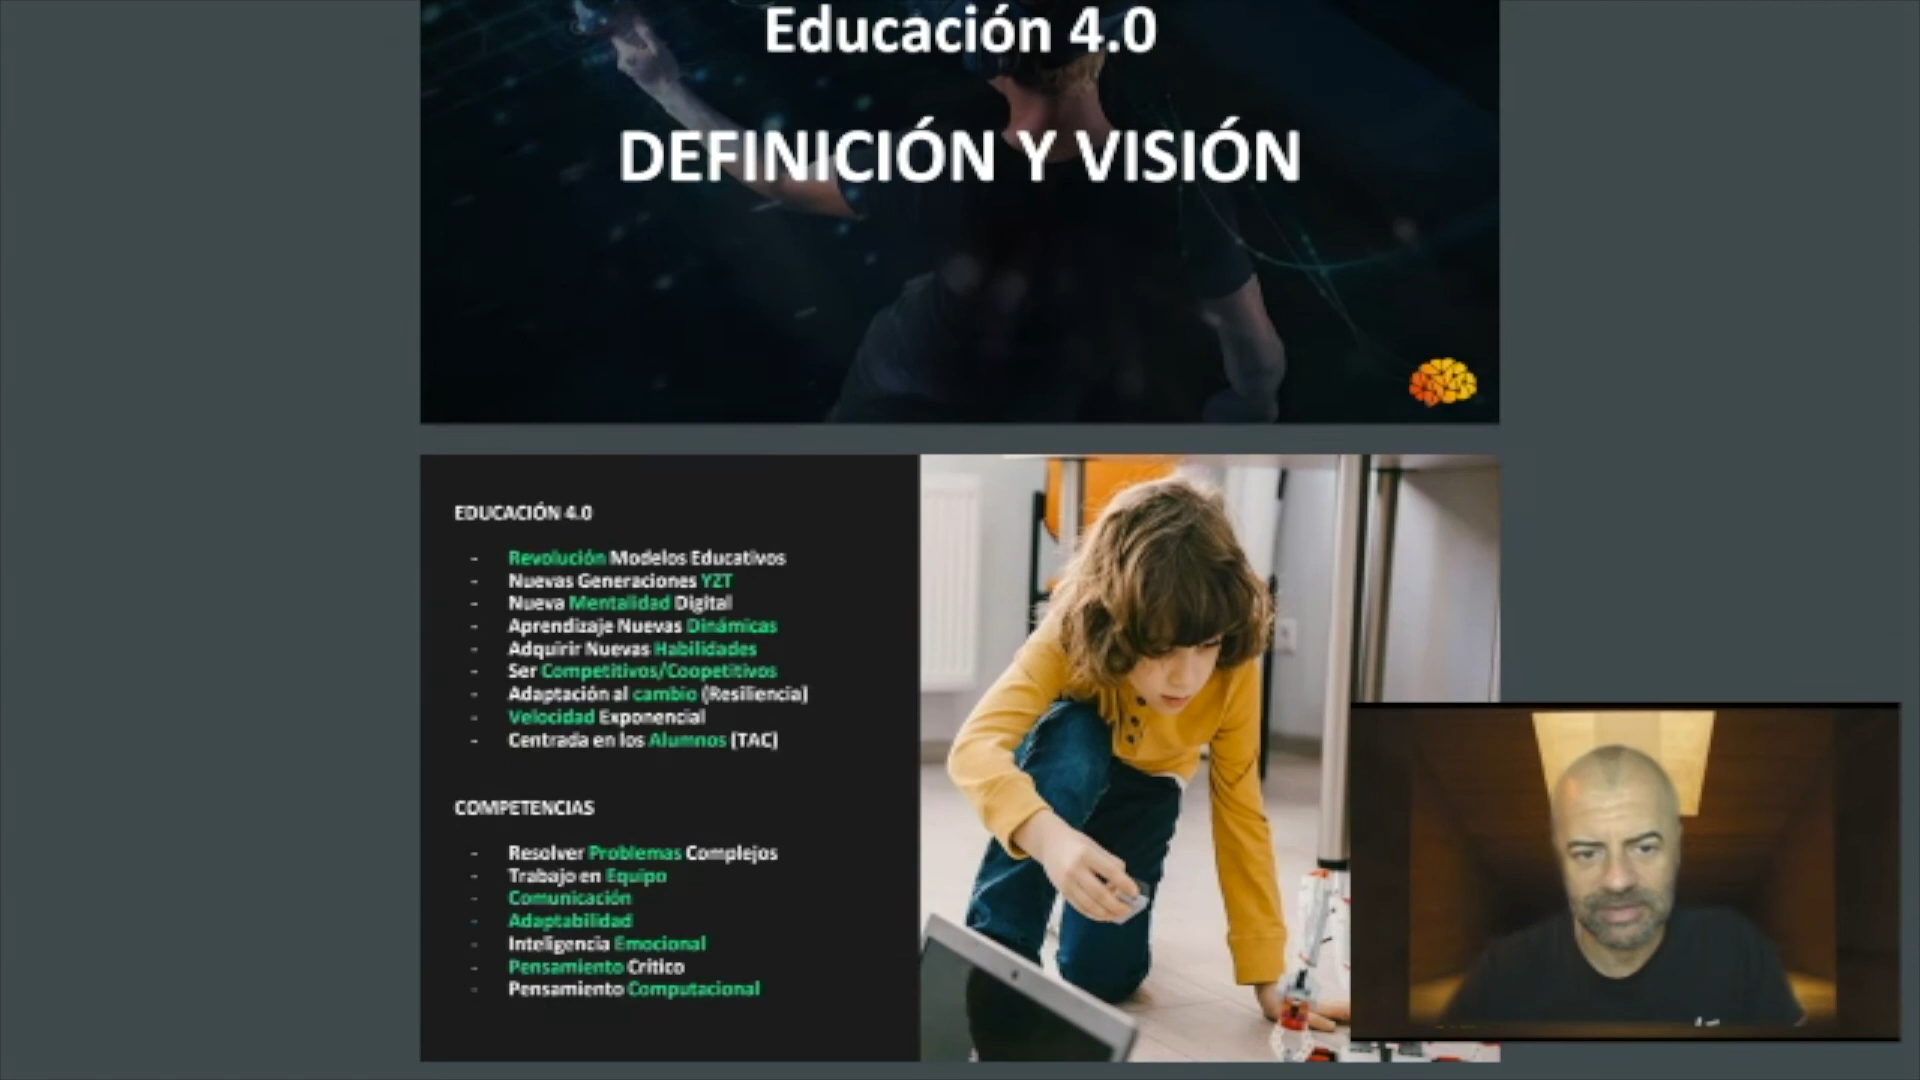 Educación 4.0
DEFINICIÓN Y VISIÓN
EDUCACIÓN 4.0
- Revolución Modelos Educativos
- Nuevas Generaciones YZT
- Nueva Mentalidad Digital
- Aprendizaje Nuevas Dinámicas
- Adquirir Nuevas Habilidades
- Ser Competitivos/Coopetitivos
- Adaptación al cambio (Resiliencia)
- Velocidad Exponencial
- Centrada en los Alumnos (TAC)
COMPETENCIAS
- Resolver Problemas Complejos
- Trabajo en Equipo
- Comunicación
- Adaptabilidad
- Inteligencia Emocional
- Pensamiento Critico
- Pensamiento Computacional